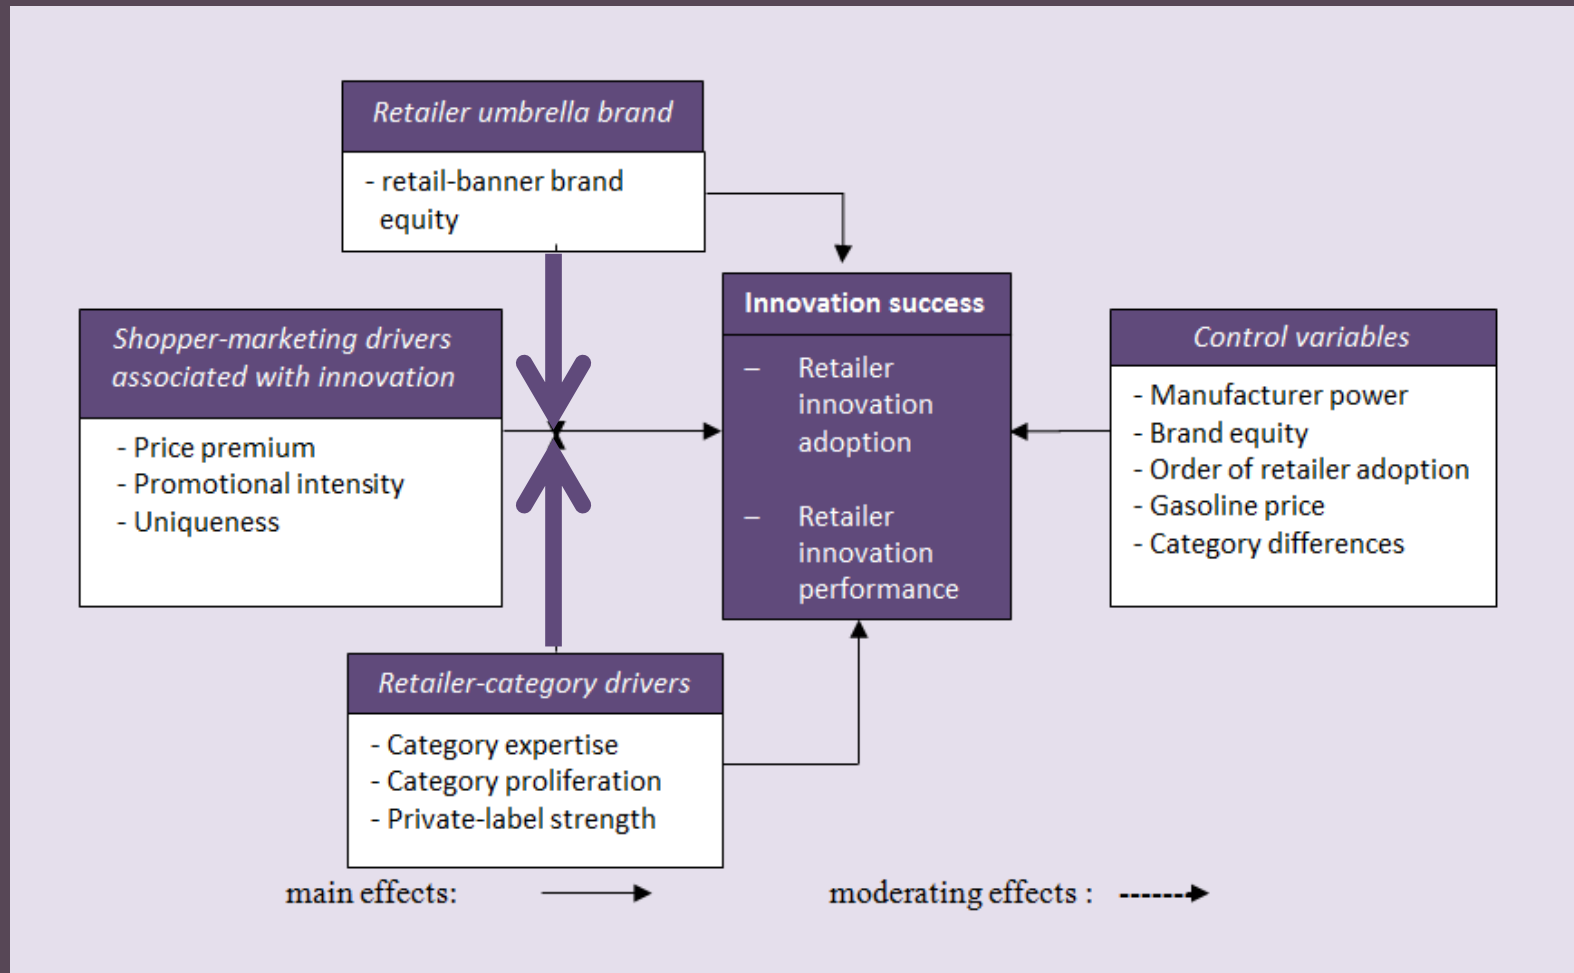 Retailer umbrella brand
- retail-banner brand
equity
Shopper-marketing drivers
associated with innovation
- Price premium
- Promotional intensity
- Uniqueness
Innovation success
– Retailer
innovation
adoption
– Retailer
innovation
performance
Control variables
- Manufacturer power
- Brand equity
- Order of retailer adoption
- Gasoline price
- Category differences
Retailer-category drivers
- Category expertise
- Category proliferation
- Private-label strength
main effects:
moderating effects :